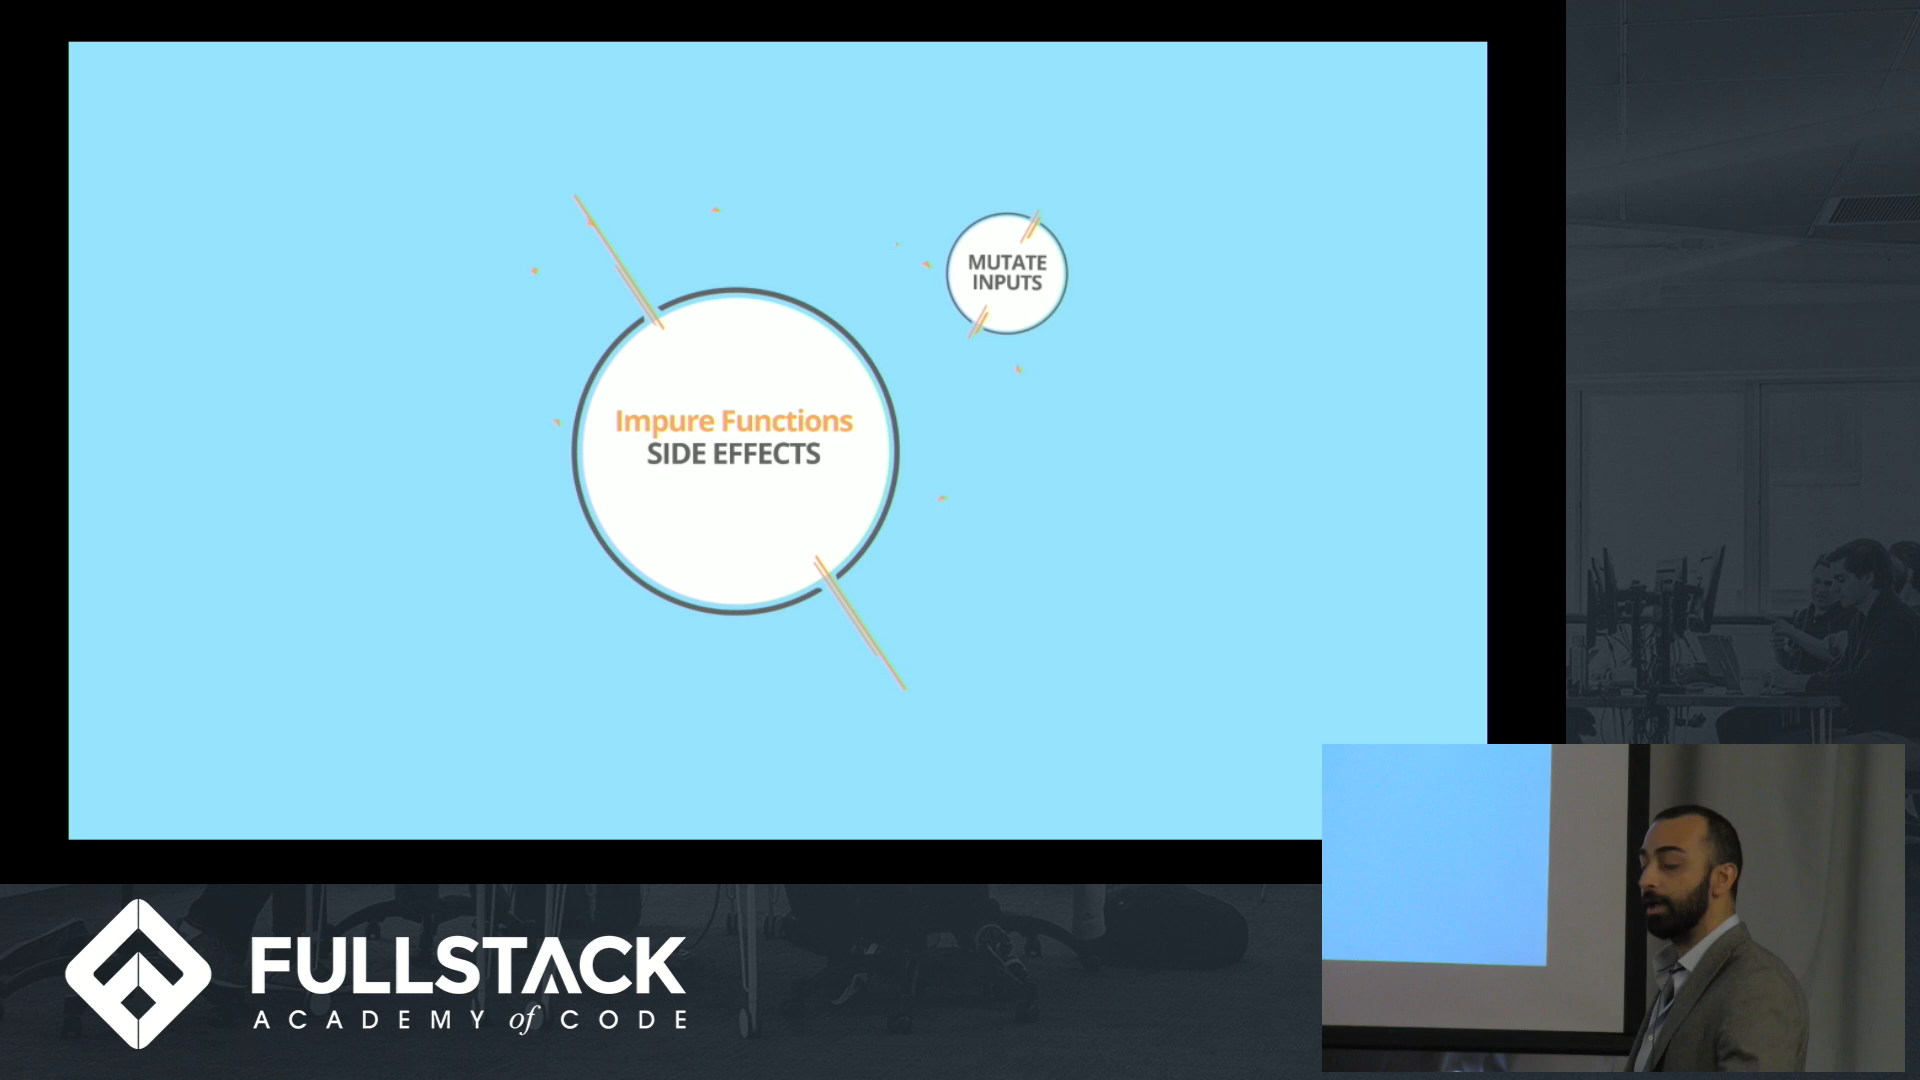 Impure Functions
SIDE EFFECTS
MUTATE
INPUTS
FULLSTACK
ACADEMY of CODE